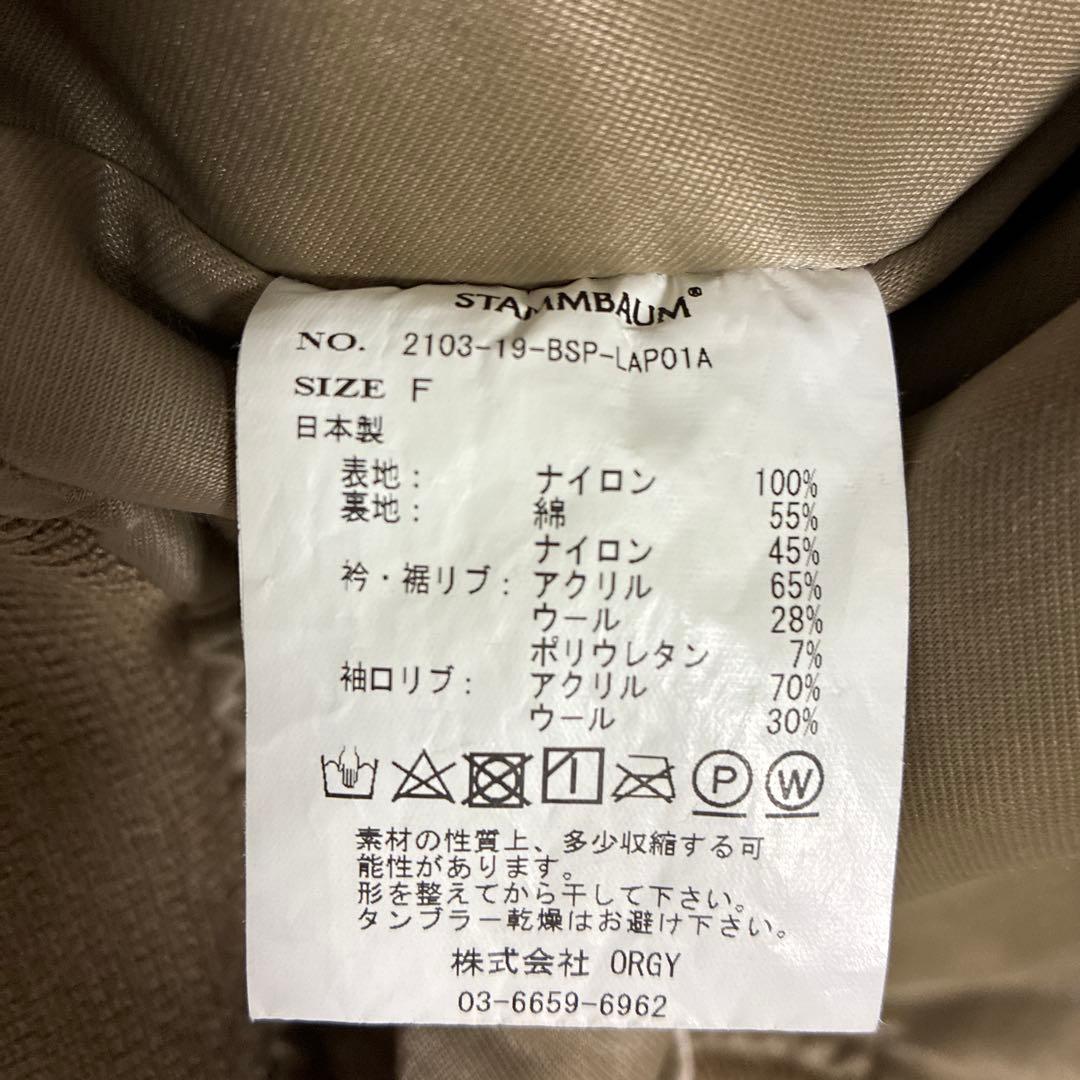 STAMMBAUM®
NO. 2103-19-BSP-LAP01A
SIZE F
日本製
表地: ナイロン 100%
裏地: 綿 55%
ナイロン 45%
衿・裾リブ: アクリル 65%
ウール 28%
ポリウレタン 7%
袖口リブ: アクリル 70%
ウール 30%
P W
素材の性質上、多少収縮する可
能性があります。
形を整えてから干して下さい。
タンブラー乾燥はお避け下さい。
株式会社 ORGY
03-6659-6962